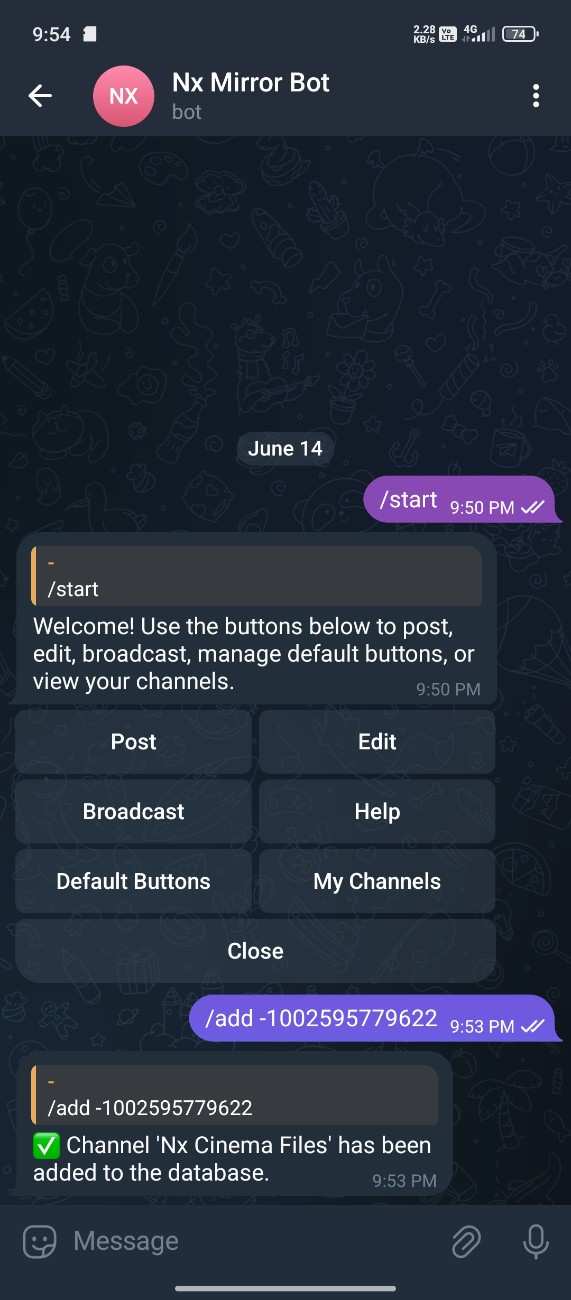 9:54
2.28
KB/s
Vo
LTE
4G
74
NX
Nx Mirror Bot
bot
June 14
/start 9:50 PM
-
/start
Welcome! Use the buttons below to post,
edit, broadcast, manage default buttons, or
view your channels.
9:50 PM
Post Edit
Broadcast Help
Default Buttons My Channels
Close
/add -1002595779622 9:53 PM
-
/add -1002595779622
✅ Channel 'Nx Cinema Files' has been
added to the database.
9:53 PM
Message